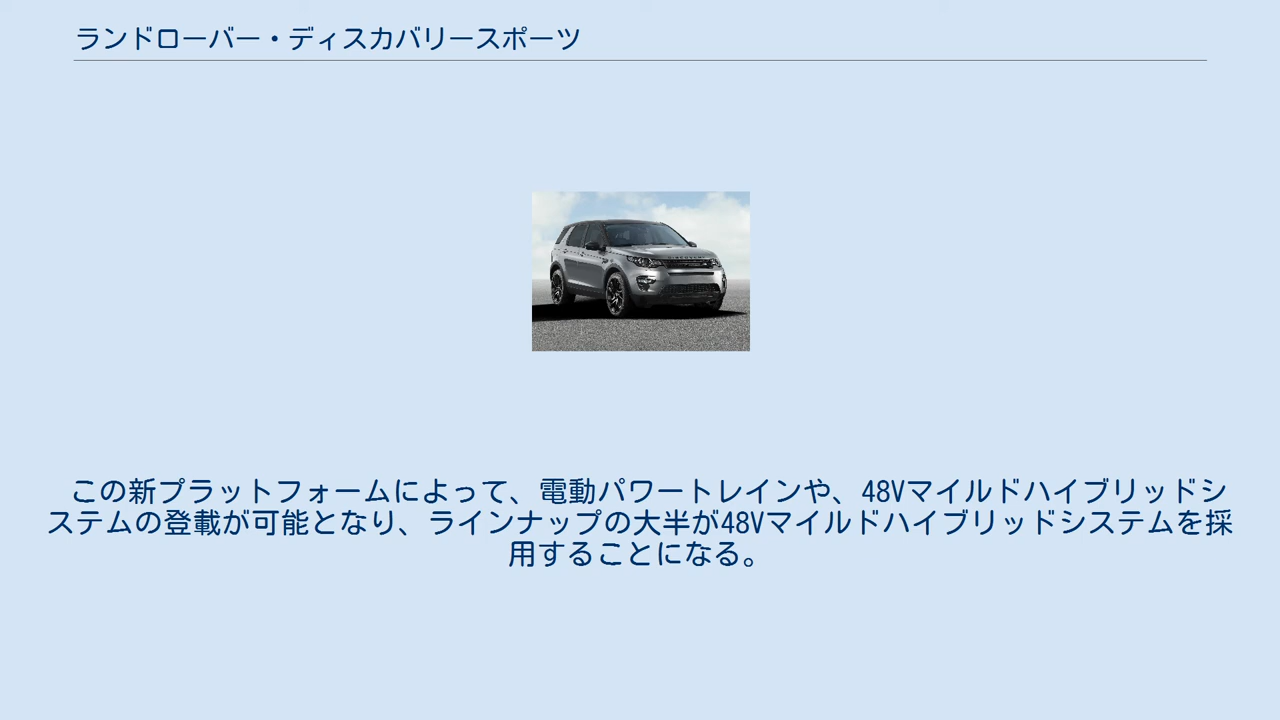 ランドローバー・ディスカバリースポーツ
この新プラットフォームによって、電動パワートレインや、48Vマイルドハイブリッドシ
ステムの登載が可能となり、ラインナップの大半が48Vマイルドハイブリッドシステムを採
用することになる。